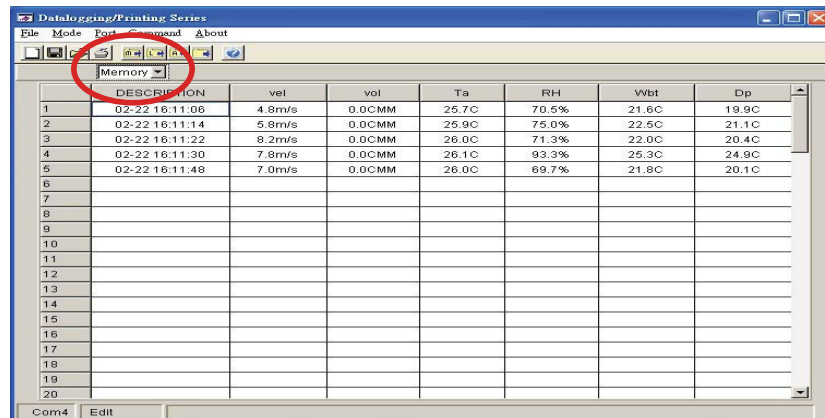 Datalogging/Printing Series
File Mode Port Command About
m L A
Memory
DESCRIPTION vel vol Ta RH Wbt Dp
1 02-22 16:11:06 4.8m/s 0.0CMM 25.7C 70.5% 21.6C 19.9C
2 02-22 16:11:14 5.8m/s 0.0CMM 25.9C 75.0% 22.5C 21.1C
3 02-22 16:11:22 8.2m/s 0.0CMM 26.0C 71.3% 22.0C 20.4C
4 02-22 16:11:30 7.8m/s 0.0CMM 26.1C 93.3% 25.3C 24.9C
5 02-22 16:11:48 7.0m/s 0.0CMM 26.0C 69.7% 21.8C 20.1C
6
7
8
9
10
11
12
13
14
15
16
17
18
19
20
Com4 Edit